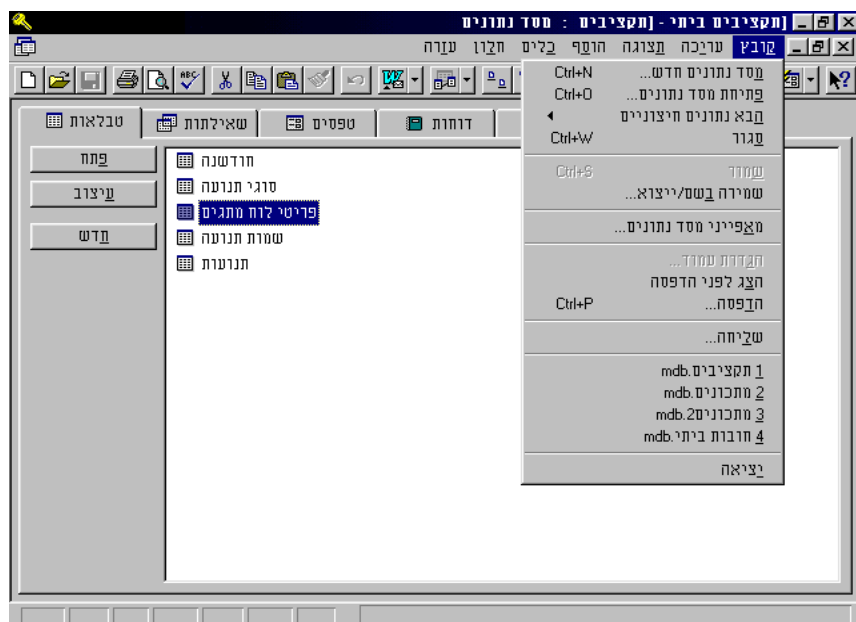 תקציבים ביתי - [תקציבים : מסד נתונים]
קובץ עריכה תצוגה הוסף כלים חלון עזרה
ABC
טבלאות
שאילתות
טפסים
דוחות
פתח
עיצוב
חדש
חודשנה
סוגי תנועה
פריטי לוח מתגים
שמות תנועה
תנועות
מסד נתונים חדש... Ctrl+N
פתיחת מסד נתונים... Ctrl+O
הבא נתונים חיצוניים
סגור Ctrl+W
שמור Ctrl+S
שמירה בשם/ייצוא...
מאפייני מסד נתונים...
הגדרת עמוד...
הצג לפני הדפסה
הדפסה... Ctrl+P
שליחה...
1 תקציבים.mdb
2 מתכונים.mdb
3 מתכונים2.mdb
4 חובות ביתי.mdb
יציאה